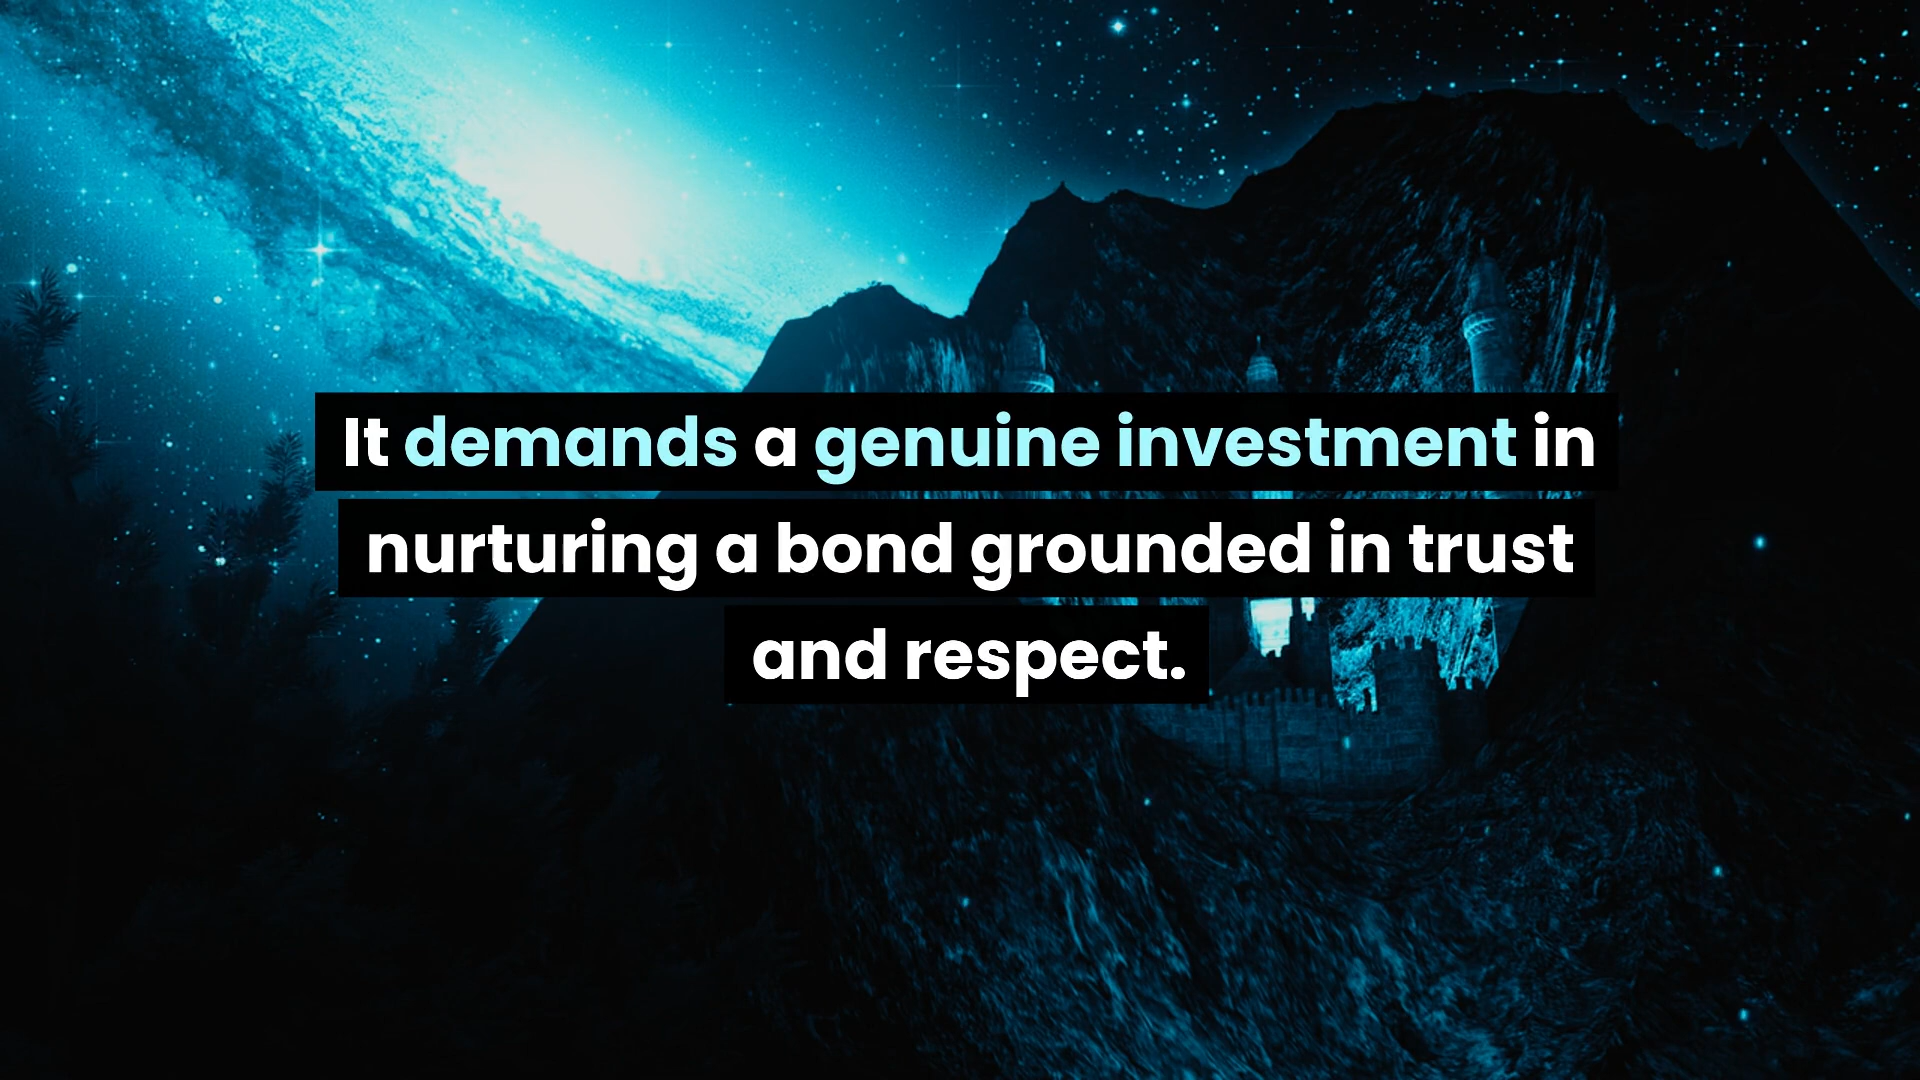 It demands a genuine investment in
nurturing a bond grounded in trust
and respect.